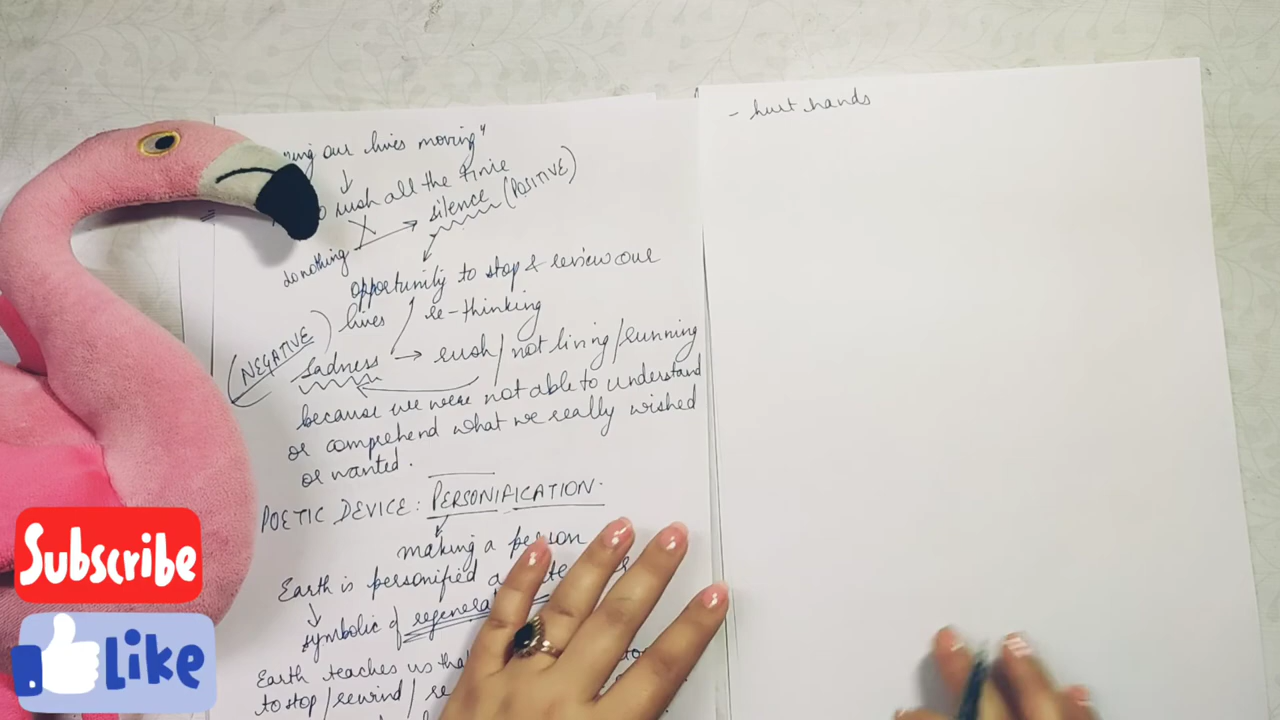 our lives moving"
rush all the time
do nothing X silence (POSITIVE)
opportunity to stop & review our
lives re-thinking
(NEGATIVE)
sadness rush/not living/running
because we were not able to understand
or comprehend what we really wished
or wanted.
POETIC DEVICE: PERSONIFICATION.
making a person
Earth is personified a
symbolic of
Earth teaches us
to stop/rewind/
- hurt hands
Subscribe
Like